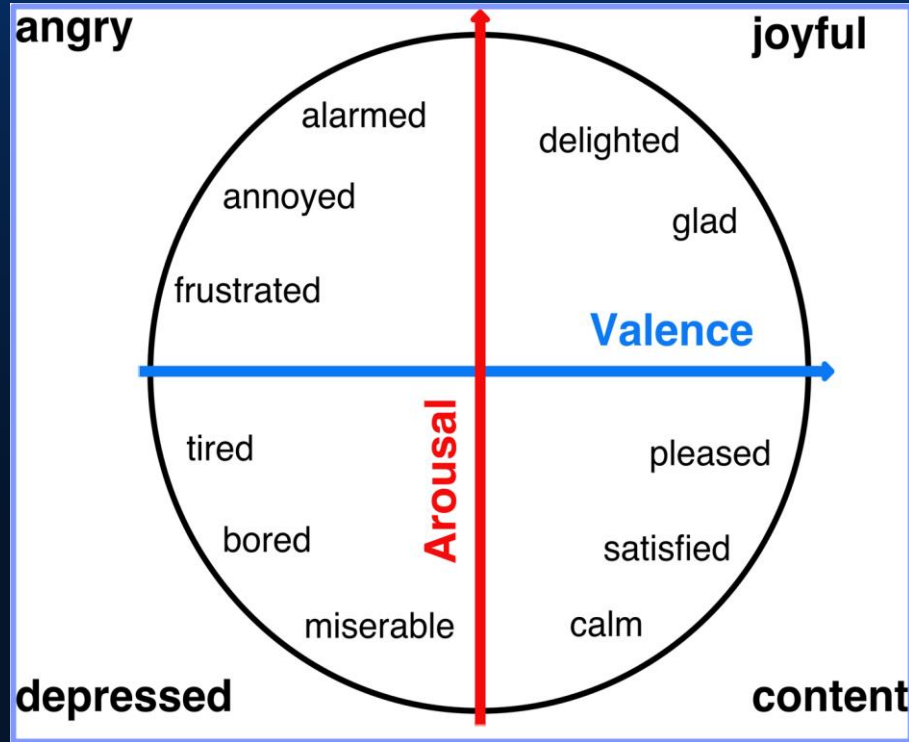 angry
joyful
alarmed
delighted
annoyed
glad
frustrated
Valence
Arousal
tired
pleased
bored
satisfied
miserable
calm
depressed
content